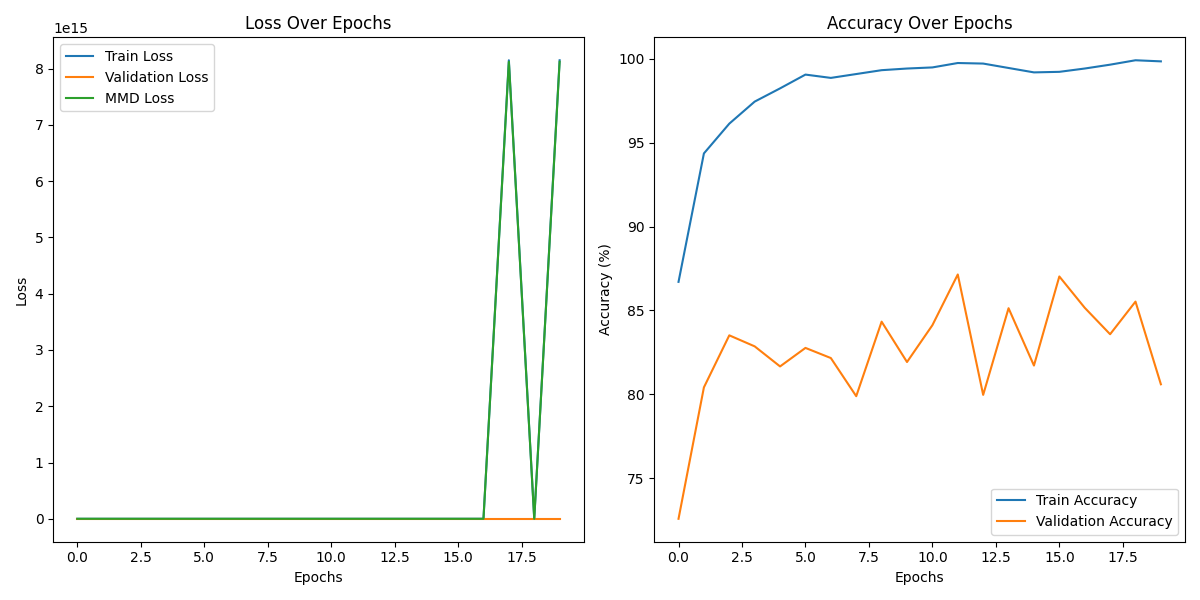 Loss Over Epochs
1e15
Train Loss
Validation Loss
MMD Loss
8
7
6
5
4
3
2
1
0
Loss
0.0 2.5 5.0 7.5 10.0 12.5 15.0 17.5
Epochs
Accuracy Over Epochs
100
95
90
85
80
75
Accuracy (%)
Train Accuracy
Validation Accuracy
0.0 2.5 5.0 7.5 10.0 12.5 15.0 17.5
Epochs